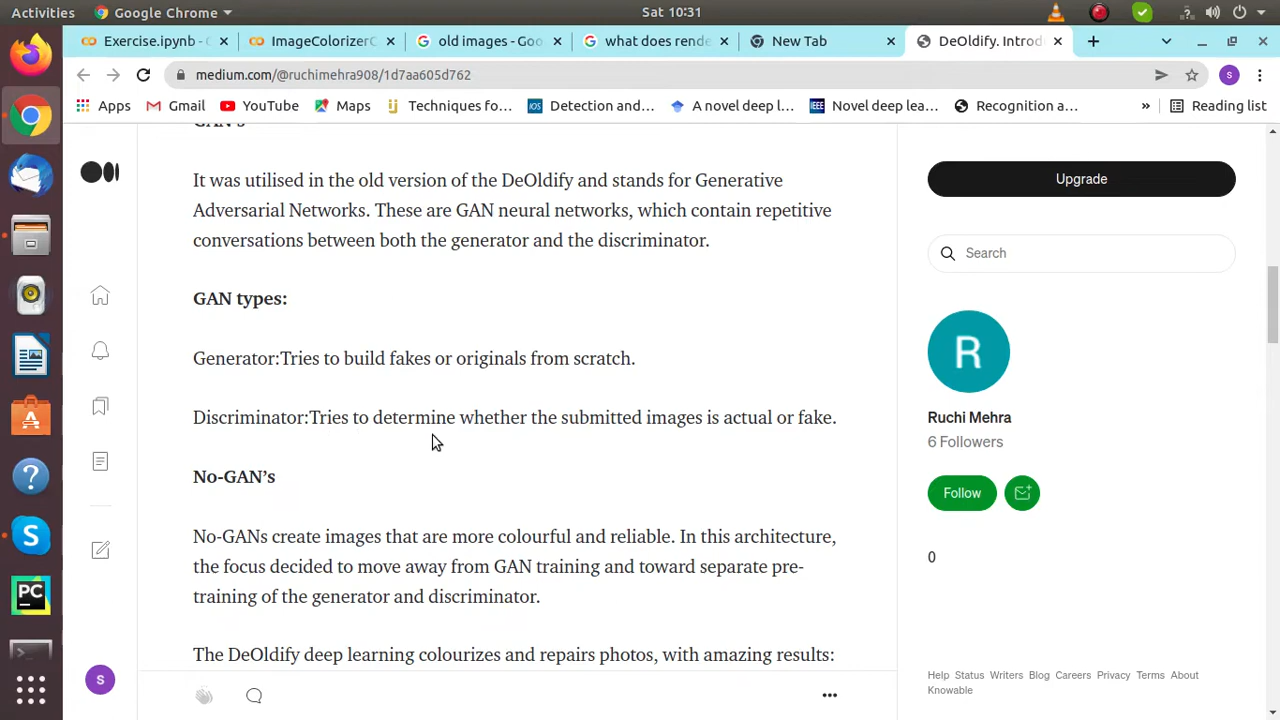 Activities Google Chrome Sat 10:31
Exercise.ipynb - C ImageColorizerC old images - Goo what does rende New Tab DeOldify. Introd
medium.com/@ruchimehra908/1d7aa605d762 s
Apps Gmail YouTube Maps Techniques fo... Detection and... A novel deep l... Novel deep lea... Recognition a... » Reading list
GAN's
It was utilised in the old version of the DeOldify and stands for Generative
Adversarial Networks. These are GAN neural networks, which contain repetitive
conversations between both the generator and the discriminator.
GAN types:
Generator:Tries to build fakes or originals from scratch.
Discriminator:Tries to determine whether the submitted images is actual or fake.
No-GAN's
No-GANs create images that are more colourful and reliable. In this architecture,
the focus decided to move away from GAN training and toward separate pre-
training of the generator and discriminator.
The DeOldify deep learning colourizes and repairs photos, with amazing results:
Upgrade
Search
R
Ruchi Mehra
6 Followers
Follow
0
Help Status Writers Blog Careers Privacy Terms About
Knowable
S
PC
S